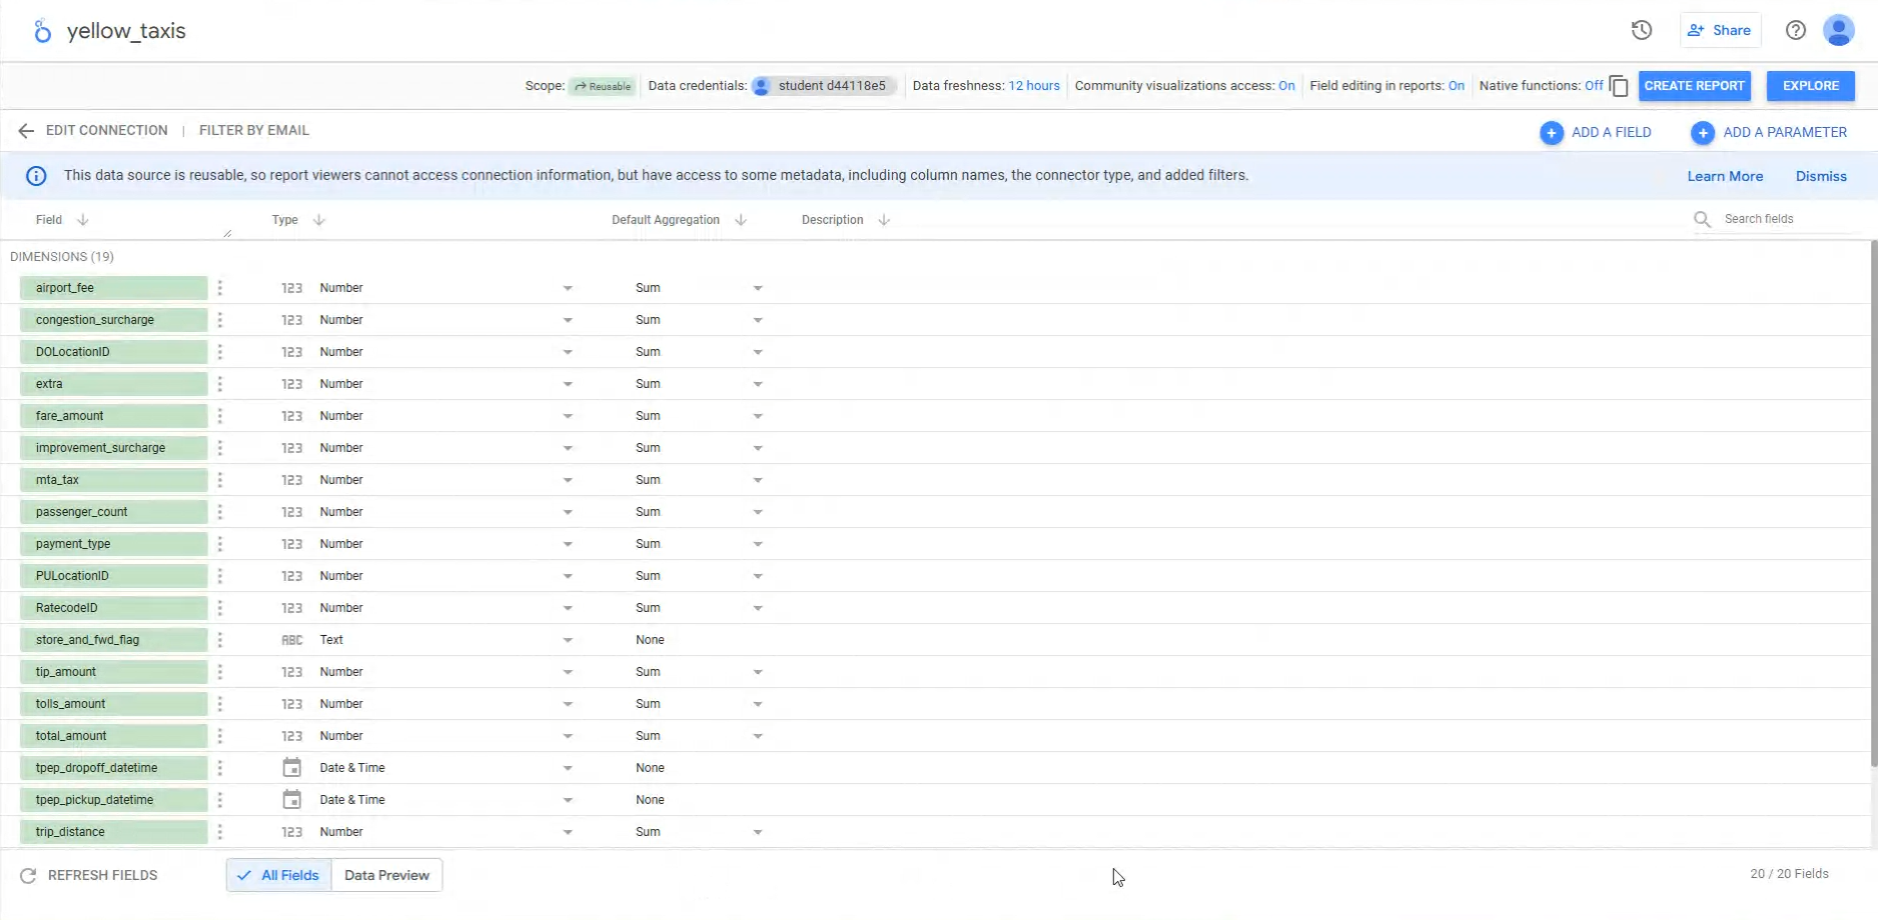 yellow_taxis
Share
Scope: Reusable Data credentials: student d44118e5 Data freshness: 12 hours Community visualizations access: On Field editing in reports: On Native functions: Off CREATE REPORT EXPLORE
EDIT CONNECTION | FILTER BY EMAIL ADD A FIELD ADD A PARAMETER
This data source is reusable, so report viewers cannot access connection information, but have access to some metadata, including column names, the connector type, and added filters. Learn More Dismiss
Field Type Default Aggregation Description Search fields
DIMENSIONS (19)
airport_fee 123 Number Sum
congestion_surcharge 123 Number Sum
DOLocationID 123 Number Sum
extra 123 Number Sum
fare_amount 123 Number Sum
improvement_surcharge 123 Number Sum
mta_tax 123 Number Sum
passenger_count 123 Number Sum
payment_type 123 Number Sum
PULocationID 123 Number Sum
RatecodeID 123 Number Sum
store_and_fwd_flag ABC Text None
tip_amount 123 Number Sum
tolls_amount 123 Number Sum
total_amount 123 Number Sum
tpep_dropoff_datetime Date & Time None
tpep_pickup_datetime Date & Time None
trip_distance 123 Number Sum
REFRESH FIELDS All Fields Data Preview 20 / 20 Fields